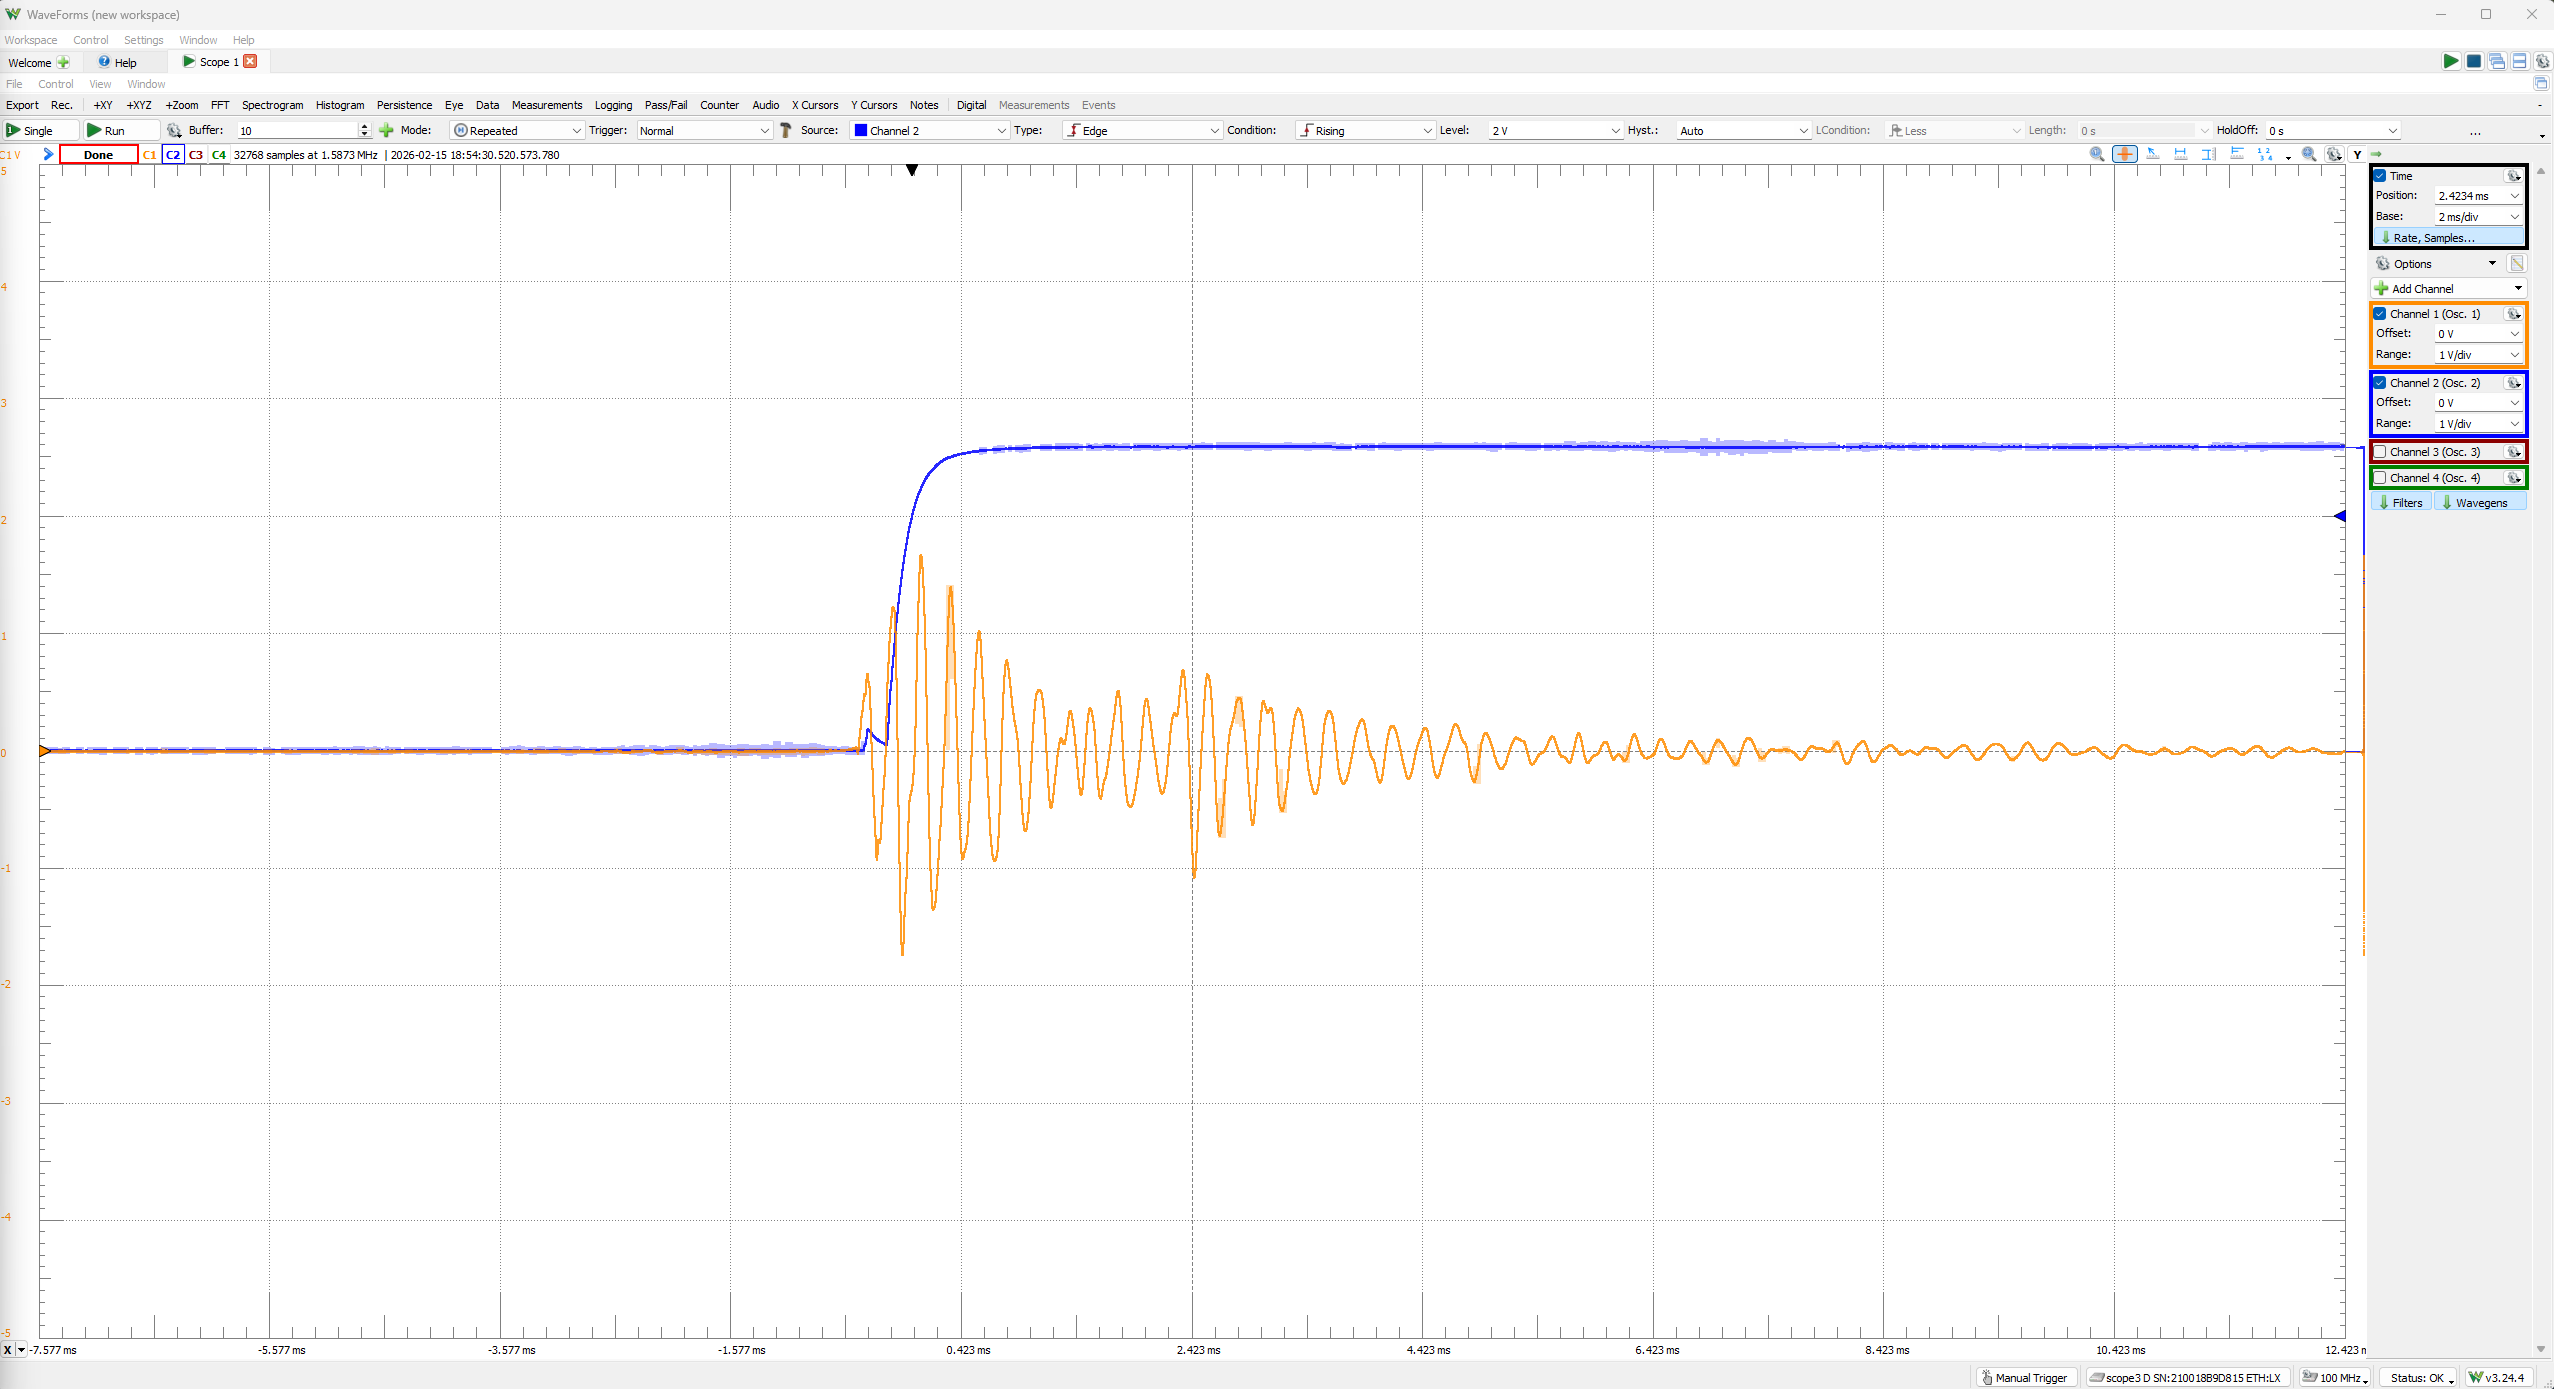 WaveForms (new workspace)
Workspace Control Settings Window Help
Welcome Help Scope 1
File Control View Window
Export Rec. +XY +XYZ +Zoom FFT Spectrogram Histogram Persistence Eye Data Measurements Logging Pass/Fail Counter Audio X Cursors Y Cursors Notes Digital Measurements Events
Single Run Buffer: 10 Mode: Repeated Trigger: Normal Source: Channel 2 Type: Edge Condition: Rising Level: 2 V Hyst.: Auto LCondition: Less Length: 0 s HoldOff: 0 s ...
C1 V Done C1 C2 C3 C4 32768 samples at 1.5873 MHz | 2026-02-15 18:54:30.520.573.780 Y
5
4
3
2
1
0
-1
-2
-3
-4
-5
X -7.577 ms -5.577 ms -3.577 ms -1.577 ms 0.423 ms 2.423 ms 4.423 ms 6.423 ms 8.423 ms 10.423 ms 12.423 m
Time
Position: 2.4234 ms
Base: 2 ms/div
Rate, Samples...
Options
Add Channel
Channel 1 (Osc. 1)
Offset: 0 V
Range: 1 V/div
Channel 2 (Osc. 2)
Offset: 0 V
Range: 1 V/div
Channel 3 (Osc. 3)
Channel 4 (Osc. 4)
Filters Wavegens
Manual Trigger scope3 D SN:210018B9D815 ETH:LX 100 MHz Status: OK v3.24.4